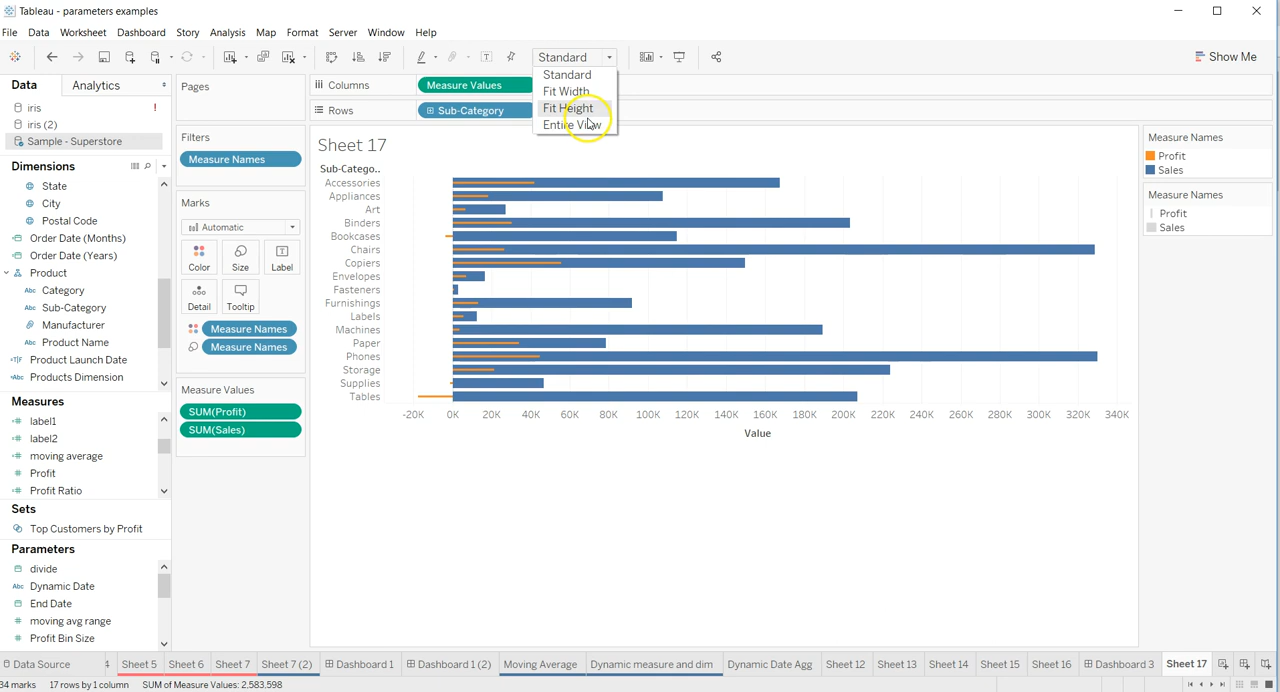 Tableau - parameters examples
File Data Worksheet Dashboard Story Analysis Map Format Server Window Help
Standard
Show Me
Standard
Fit Width
Fit Height
Entire View
Data Analytics
iris !
iris (2)
Sample - Superstore
Dimensions
State
City
Postal Code
Order Date (Months)
Order Date (Years)
Product
Abc Category
Abc Sub-Category
Manufacturer
Abc Product Name
Product Launch Date
Products Dimension
Measures
label1
label2
moving average
Profit
Profit Ratio
Sets
Top Customers by Profit
Parameters
divide
Abc Dynamic Date
End Date
moving avg range
Profit Bin Size
Pages
Filters
Measure Names
Marks
Automatic
Color Size Label
Detail Tooltip
Measure Names
Measure Names
Measure Values
SUM(Profit)
SUM(Sales)
Columns Measure Values
Rows Sub-Category
Sheet 17
Sub-Catego..
Accessories
Appliances
Art
Binders
Bookcases
Chairs
Copiers
Envelopes
Fasteners
Furnishings
Labels
Machines
Paper
Phones
Storage
Supplies
Tables
-20K 0K 20K 40K 60K 80K 100K 120K 140K 160K 180K 200K 220K 240K 260K 280K 300K 320K 340K
Value
Measure Names
Profit
Sales
Measure Names
Profit
Sales
Data Source 4 Sheet 5 Sheet 6 Sheet 7 Sheet 7 (2) Dashboard 1 Dashboard 1 (2) Moving Average Dynamic measure and dim Dynamic Date Agg Sheet 12 Sheet 13 Sheet 14 Sheet 15 Sheet 16 Dashboard 3 Sheet 17
34 marks 17 rows by 1 column SUM of Measure Values: 2,583,598